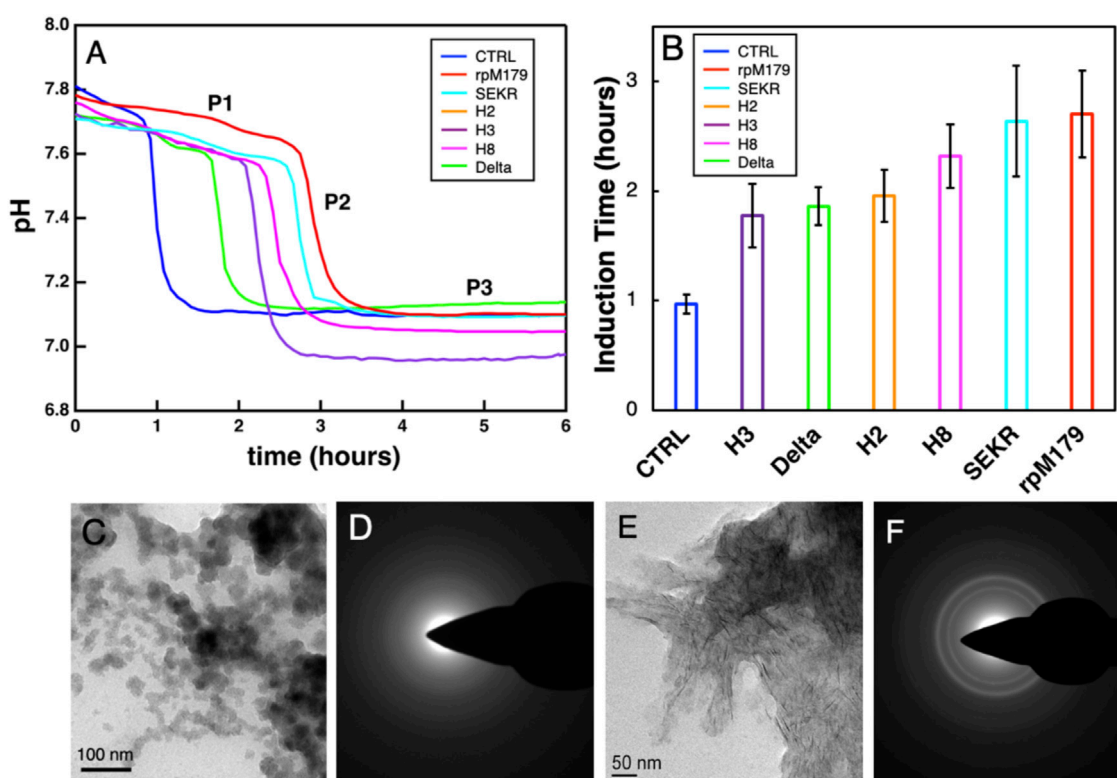 A
8.0
7.8
7.6
7.4
7.2
7.0
6.8
pH
0
1
2
3
4
5
6
time (hours)
P1
P2
P3
CTRL
rpM179
SEKR
H2
H3
H8
Delta
B
3
2
1
0
Induction Time (hours)
CTRL
rpM179
SEKR
H2
H3
H8
Delta
CTRL
H3
Delta
H2
H8
SEKR
rpM179
C
100 nm
D
E
50 nm
F